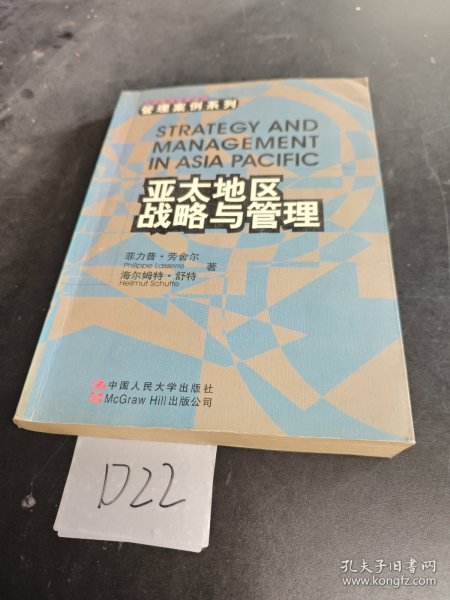 管理案例系列
STRATEGY AND
MANAGEMENT
IN ASIA PACIFIC
亚太地区
战略与管理
菲力普·劳舍尔
Philippe Lasserre
著
海尔姆特·舒特
Hellmut Schutte
中国人民大学出版社
McGraw Hill出版公司
D22
孔夫子旧书网
www.kongfz.com